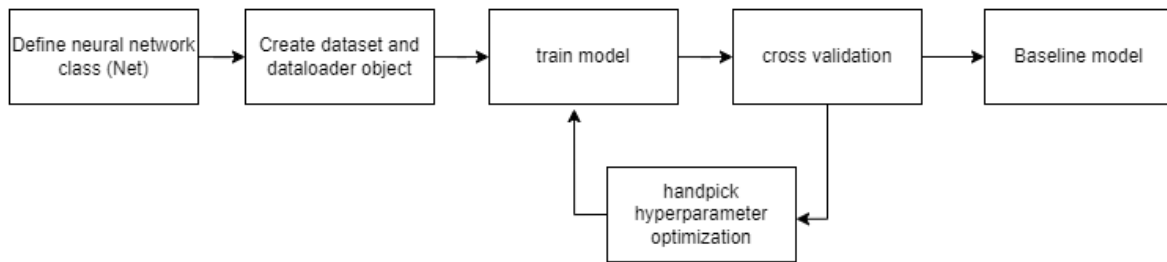 Define neural network
class (Net)
Create dataset and
dataloader object
train model
cross validation
Baseline model
handpick
hyperparameter
optimization